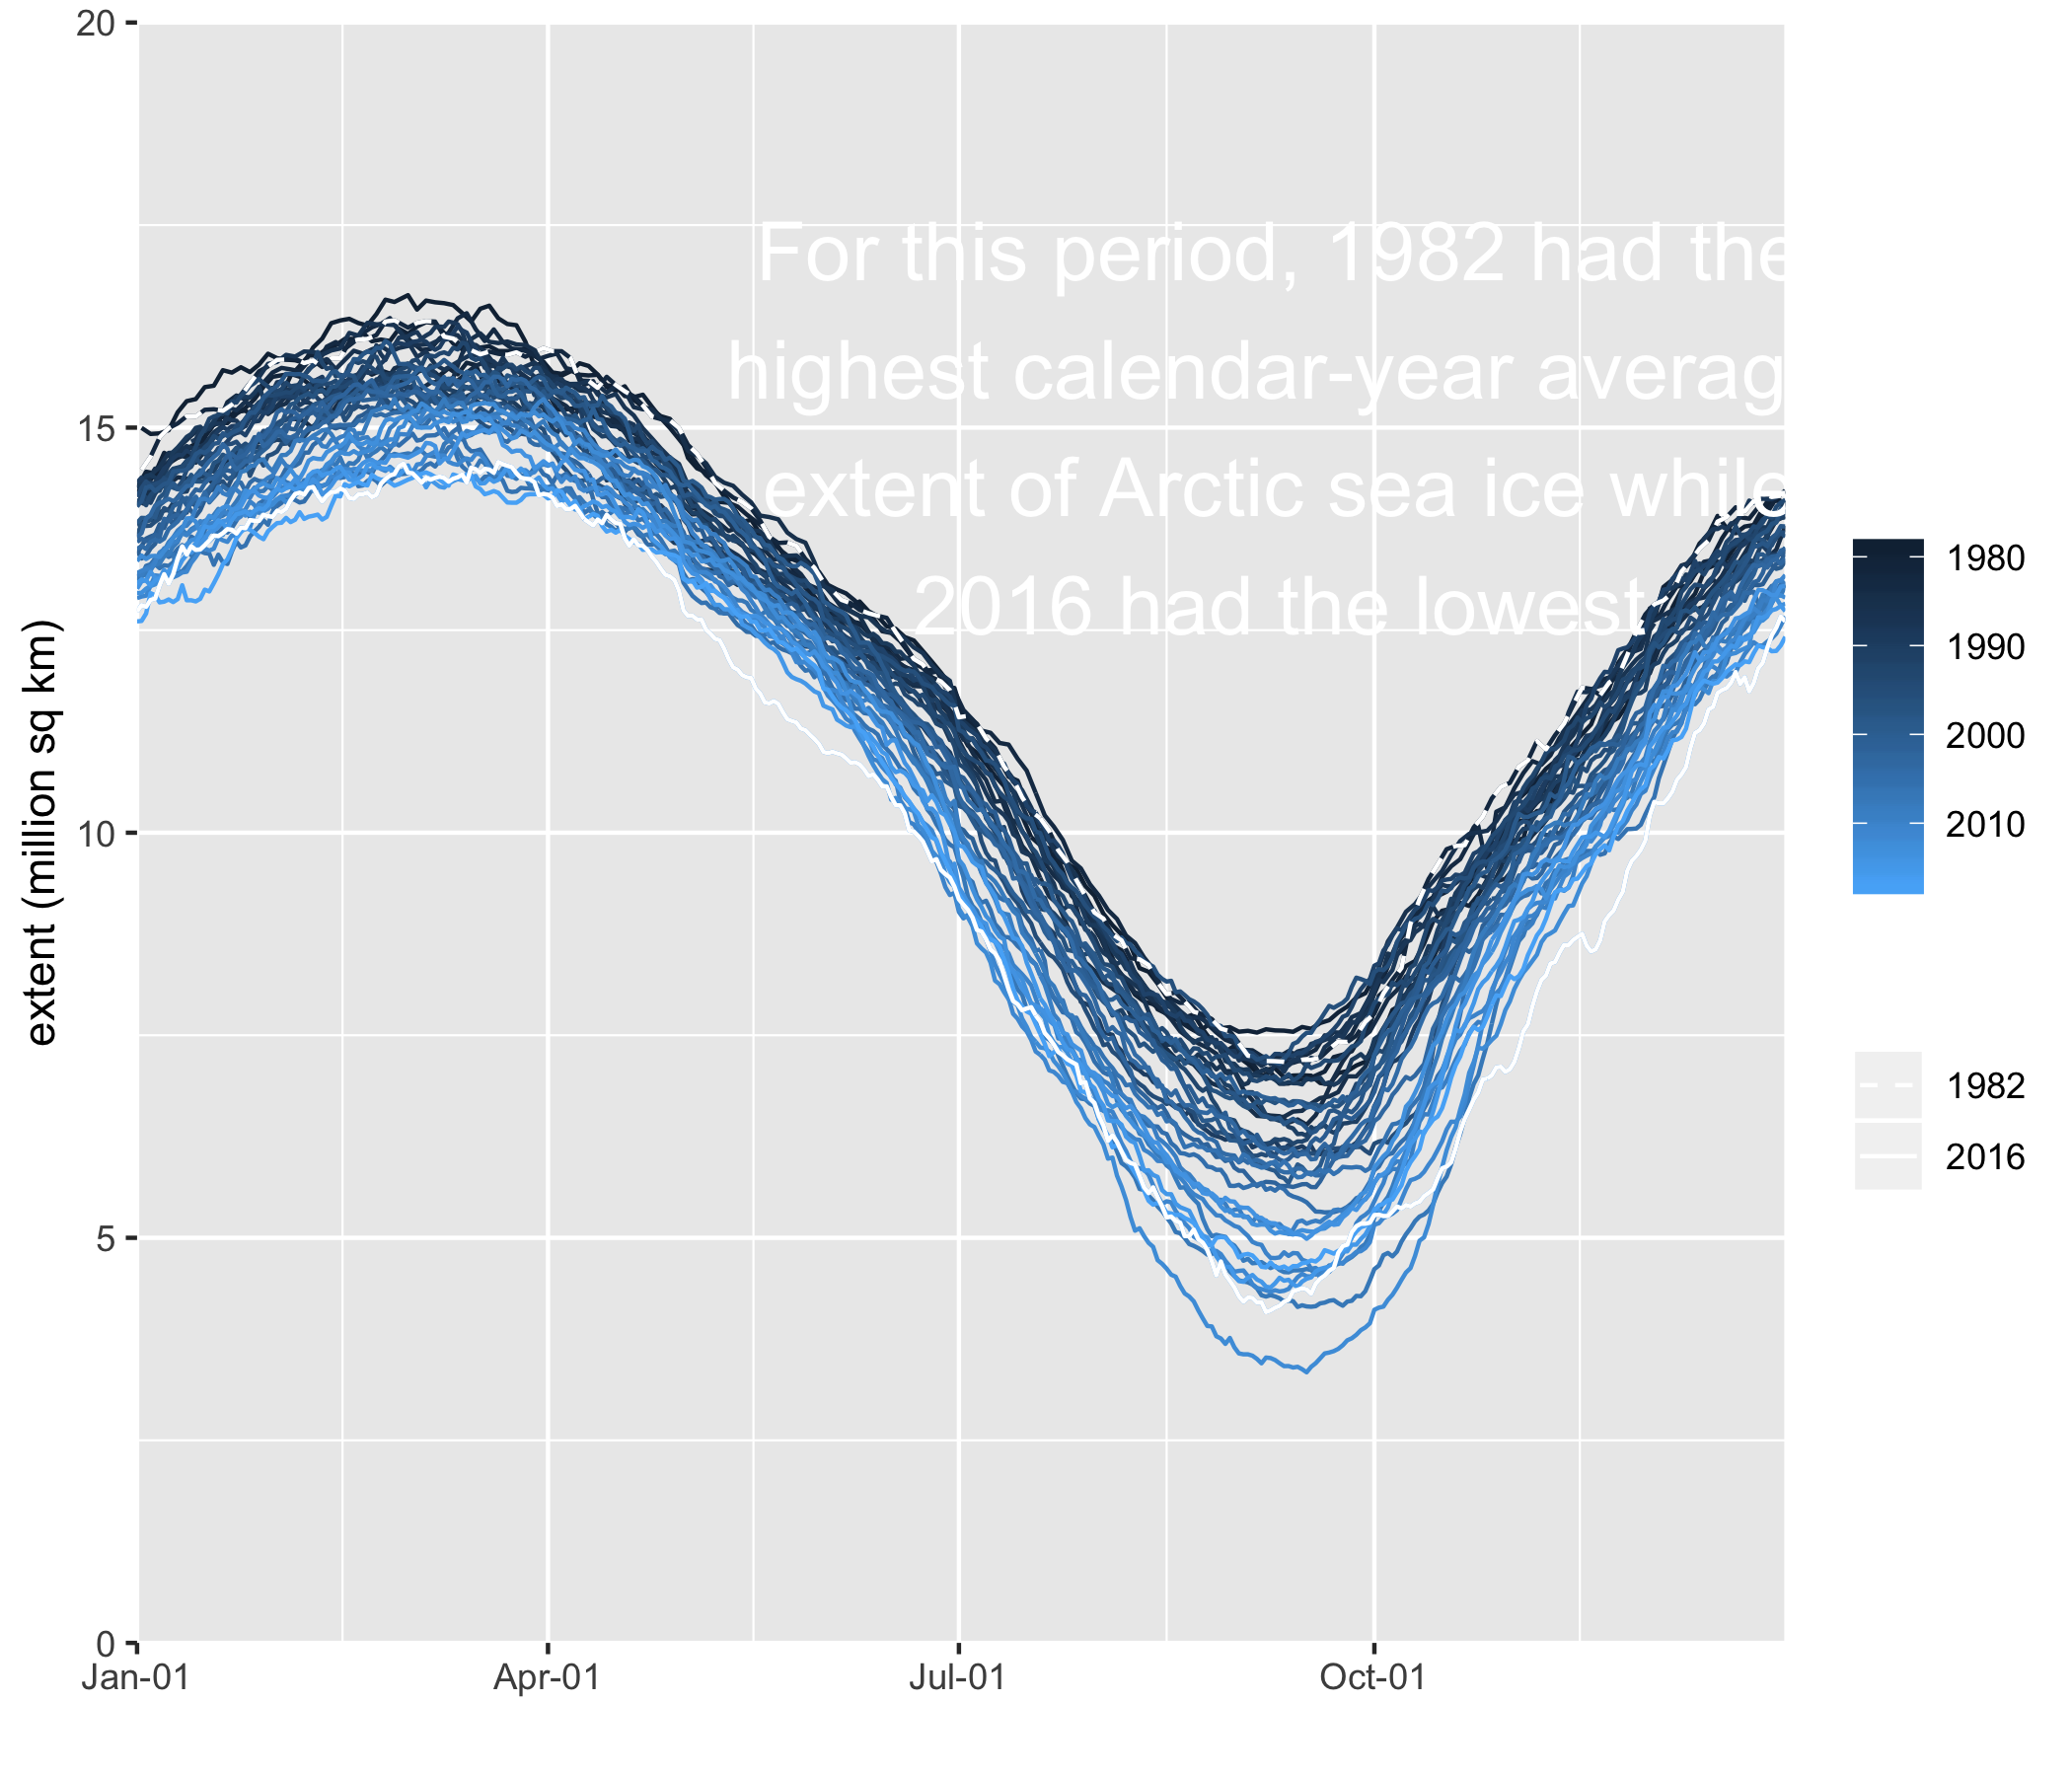 20
15
10
5
0
extent (million sq km)
For this period, 1982 had the
highest calendar-year averag
extent of Arctic sea ice while
2016 had the lowest
Jan-01
Apr-01
Jul-01
Oct-01
1980
1990
2000
2010
1982
2016